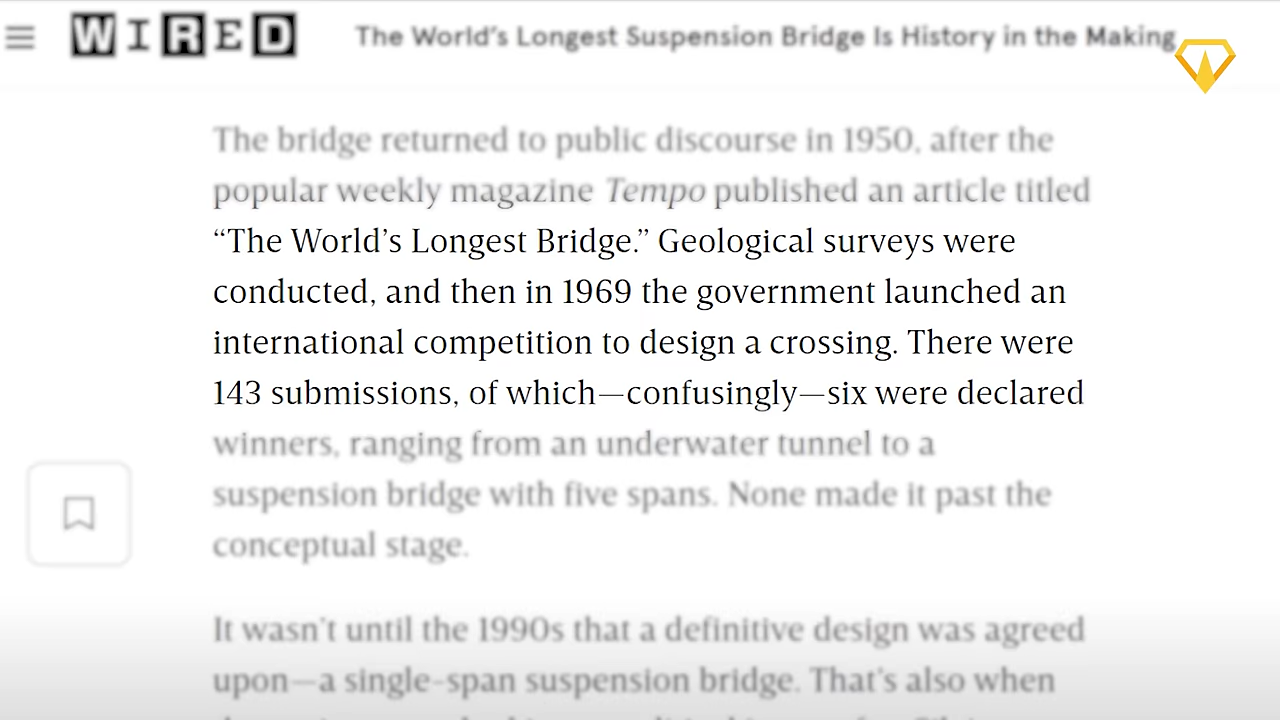 WIRED
The World's Longest Suspension Bridge Is History in the Making
The bridge returned to public discourse in 1950, after the
popular weekly magazine Tempo published an article titled
“The World’s Longest Bridge.” Geological surveys were
conducted, and then in 1969 the government launched an
international competition to design a crossing. There were
143 submissions, of which—confusingly—six were declared
winners, ranging from an underwater tunnel to a
suspension bridge with five spans. None made it past the
conceptual stage.
It wasn’t until the 1990s that a definitive design was agreed
upon—a single-span suspension bridge. That’s also when